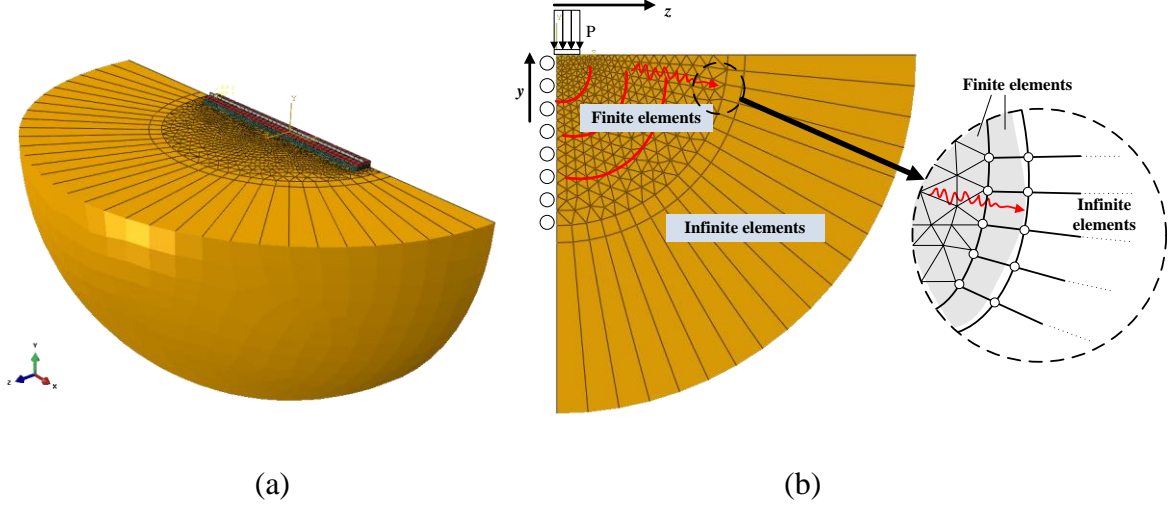 Y
Z
X
(a)
z
P
y
Finite elements
Infinite elements
Finite elements
Infinite
elements
(b)